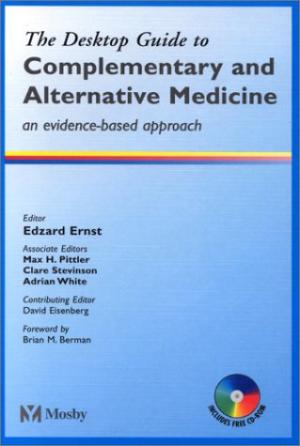 The Desktop Guide to
Complementary and
Alternative Medicine
an evidence-based approach
Editor
Edzard Ernst
Associate Editors
Max H. Pittler
Clare Stevinson
Adrian White
Contributing Editor
David Eisenberg
Foreword by
Brian M. Berman
M Mosby
INCLUDES FREE CD-ROM